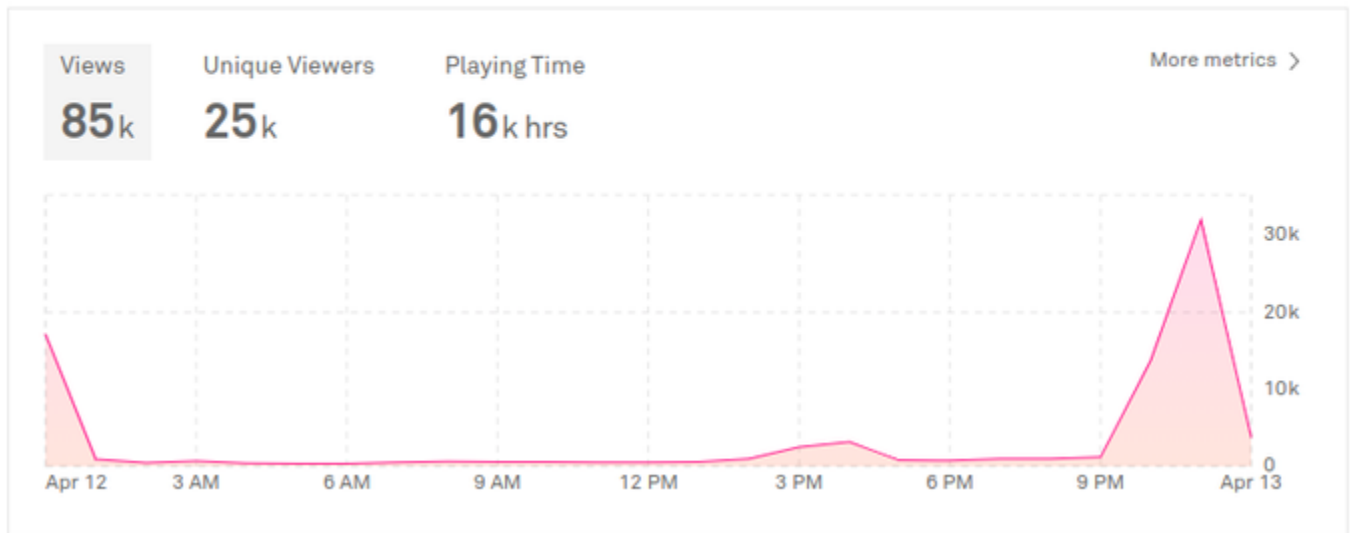 Views Unique Viewers Playing Time More metrics >
85k 25k 16k hrs
30k
20k
10k
0
Apr 12 3 AM 6 AM 9 AM 12 PM 3 PM 6 PM 9 PM Apr 13